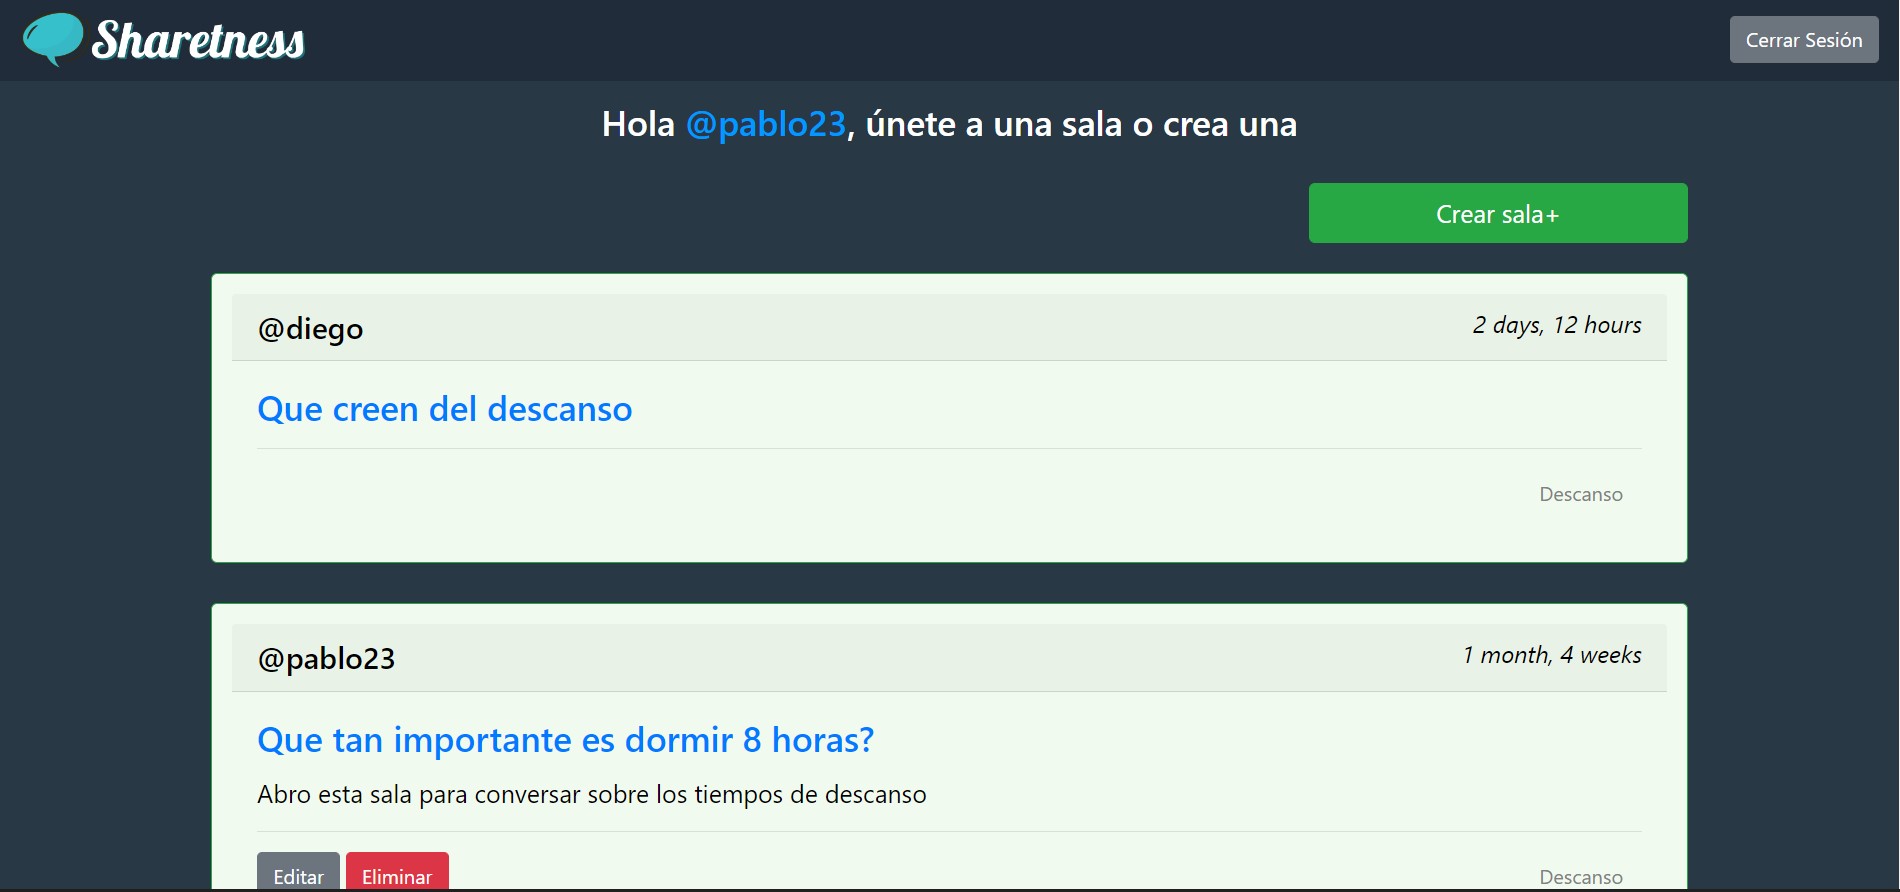 Sharetness
Cerrar Sesión
Hola @pablo23, únete a una sala o crea una
Crear sala+
@diego
2 days, 12 hours
Que creen del descanso
Descanso
@pablo23
1 month, 4 weeks
Que tan importante es dormir 8 horas?
Abro esta sala para conversar sobre los tiempos de descanso
Editar Eliminar
Descanso